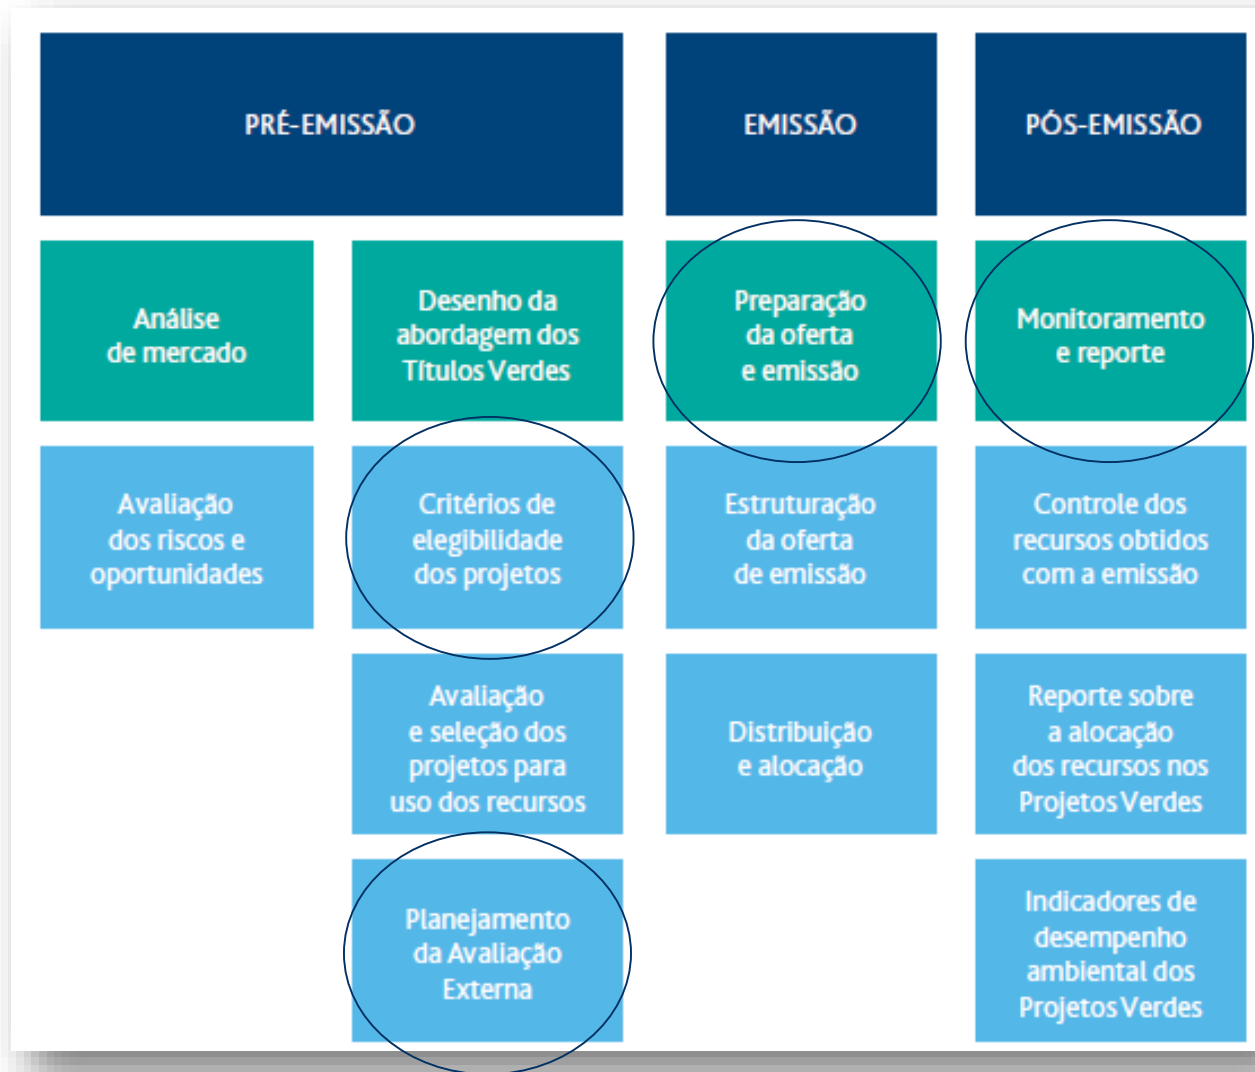 PRÉ-EMISSÃO
EMISSÃO
PÓS-EMISSÃO
Análise
de mercado
Desenho da
abordagem dos
Títulos Verdes
Preparação
da oferta
e emissão
Monitoramento
e reporte
Avaliação
dos riscos e
oportunidades
Critérios de
elegibilidade
dos projetos
Estruturação
da oferta
de emissão
Controle dos
recursos obtidos
com a emissão
Avaliação
e seleção dos
projetos para
uso dos recursos
Distribuição
e alocação
Reporte sobre
a alocação
dos recursos nos
Projetos Verdes
Planejamento
da Avaliação
Externa
Indicadores de
desempenho
ambiental dos
Projetos Verdes